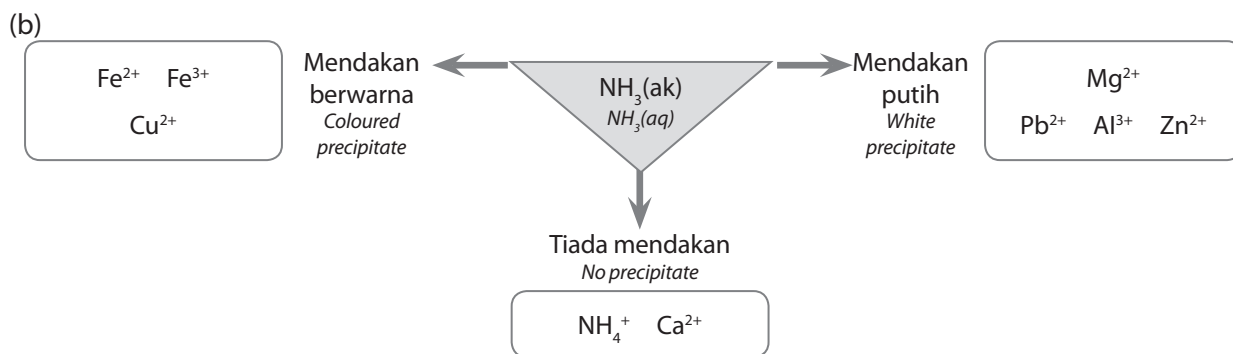 (b)
Fe²⁺ Fe³⁺
Cu²⁺
Mendakan
berwarna
Coloured
precipitate
NH₃(ak)
NH₃(aq)
Mendakan
putih
White
precipitate
Mg²⁺
Pb²⁺ Al³⁺ Zn²⁺
Tiada mendakan
No precipitate
NH₄⁺ Ca²⁺